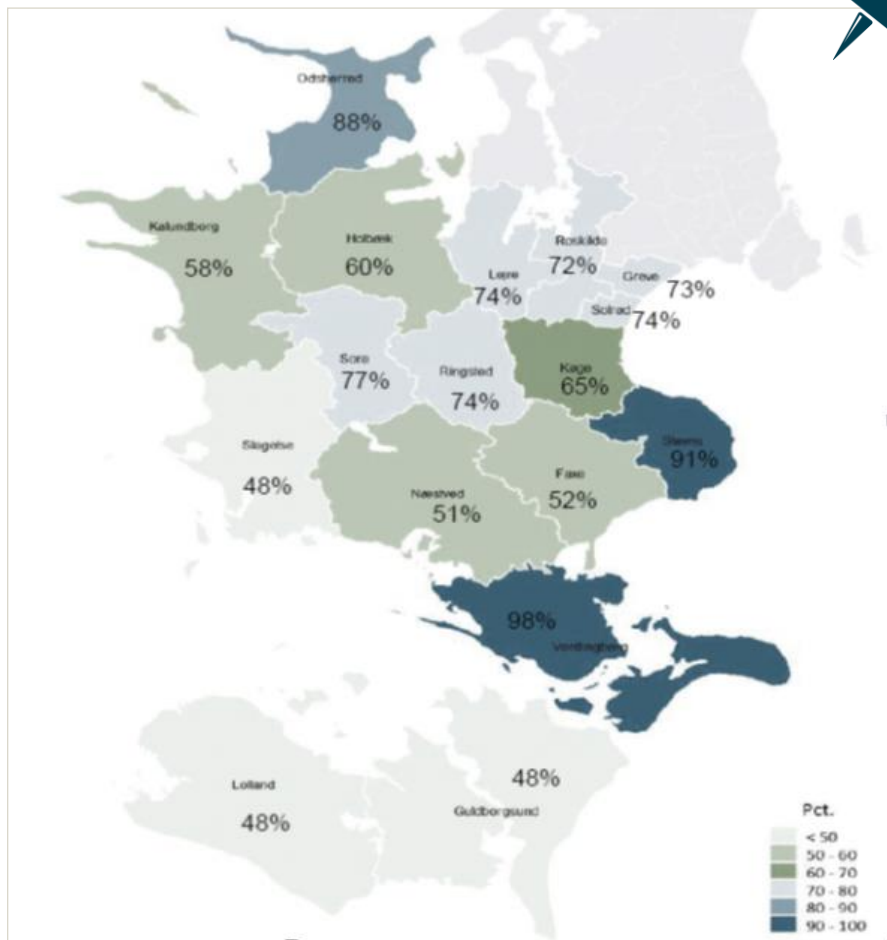 Odsherred
88%
Kalundborg
58%
Holbæk
60%
Roskilde
72%
Lejre
74%
Greve
73%
Solrød
74%
Sorø
77%
Ringsted
74%
Køge
65%
Stevns
91%
Slagelse
48%
Faxe
52%
Næstved
51%
98%
Vordingborg
48%
Lolland
48%
Guldborgsund
Pct.
< 50
50 - 60
60 - 70
70 - 80
80 - 90
90 - 100